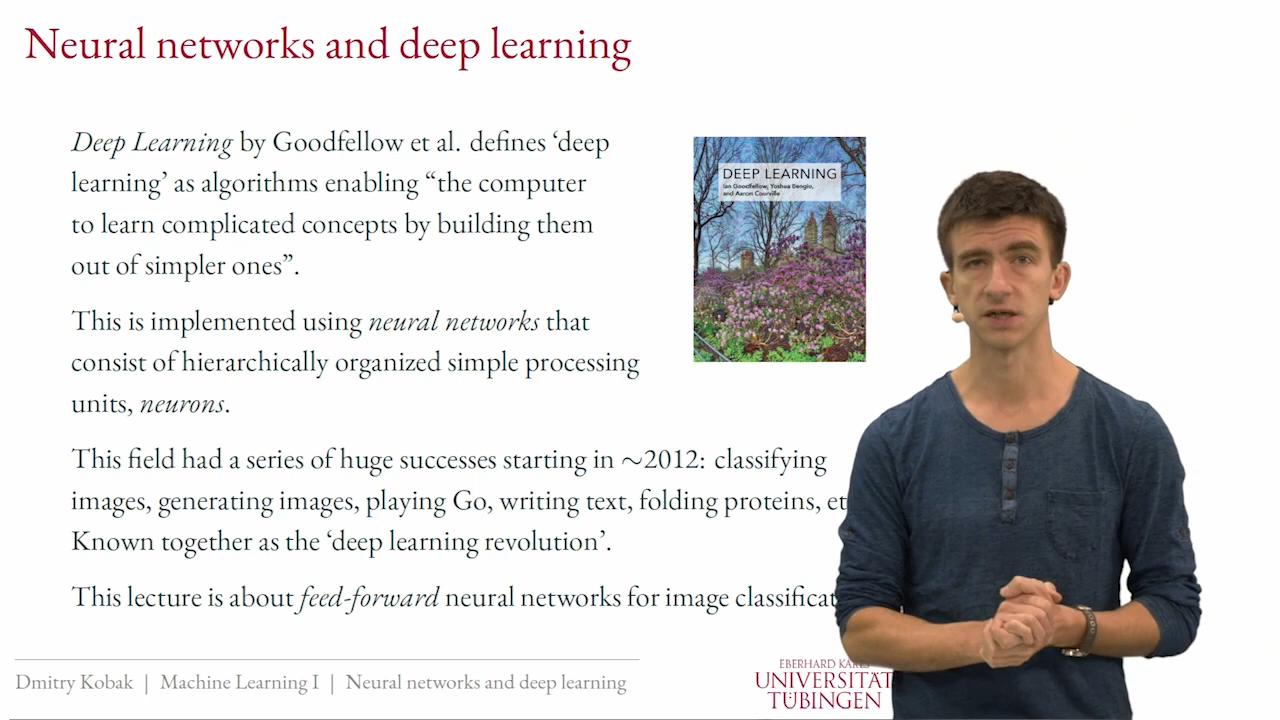 Neural networks and deep learning
Deep Learning by Goodfellow et al. defines ‘deep
learning’ as algorithms enabling “the computer
to learn complicated concepts by building them
out of simpler ones”.
This is implemented using neural networks that
consist of hierarchically organized simple processing
units, neurons.
This field had a series of huge successes starting in ~2012: classifying
images, generating images, playing Go, writing text, folding proteins,
Known together as the ‘deep learning revolution’.
This lecture is about feed-forward neural networks for image
DEEP LEARNING
Ian Goodfellow, Yoshua Bengio,
and Aaron Courville
Dmitry Kobak | Machine Learning I | Neural networks and deep learning
EBERHARD KARLS
UNIVERSITÄT
TÜBINGEN